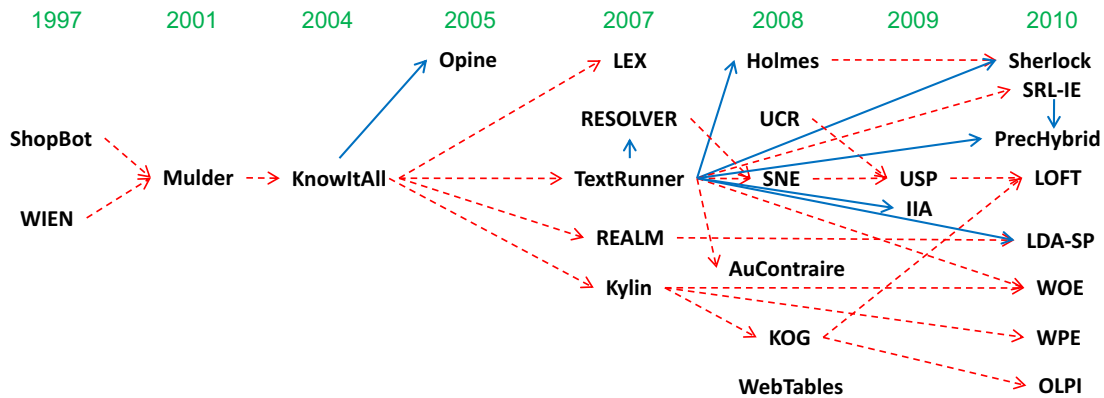 1997 2001 2004 2005 2007 2008 2009 2010
Opine LEX Holmes Sherlock
SRL-IE
RESOLVER UCR
ShopBot PrecHybrid
Mulder KnowItAll TextRunner SNE USP LOFT
IIA
WIEN
REALM LDA-SP
AuContraire
Kylin WOE
KOG WPE
WebTables OLPI